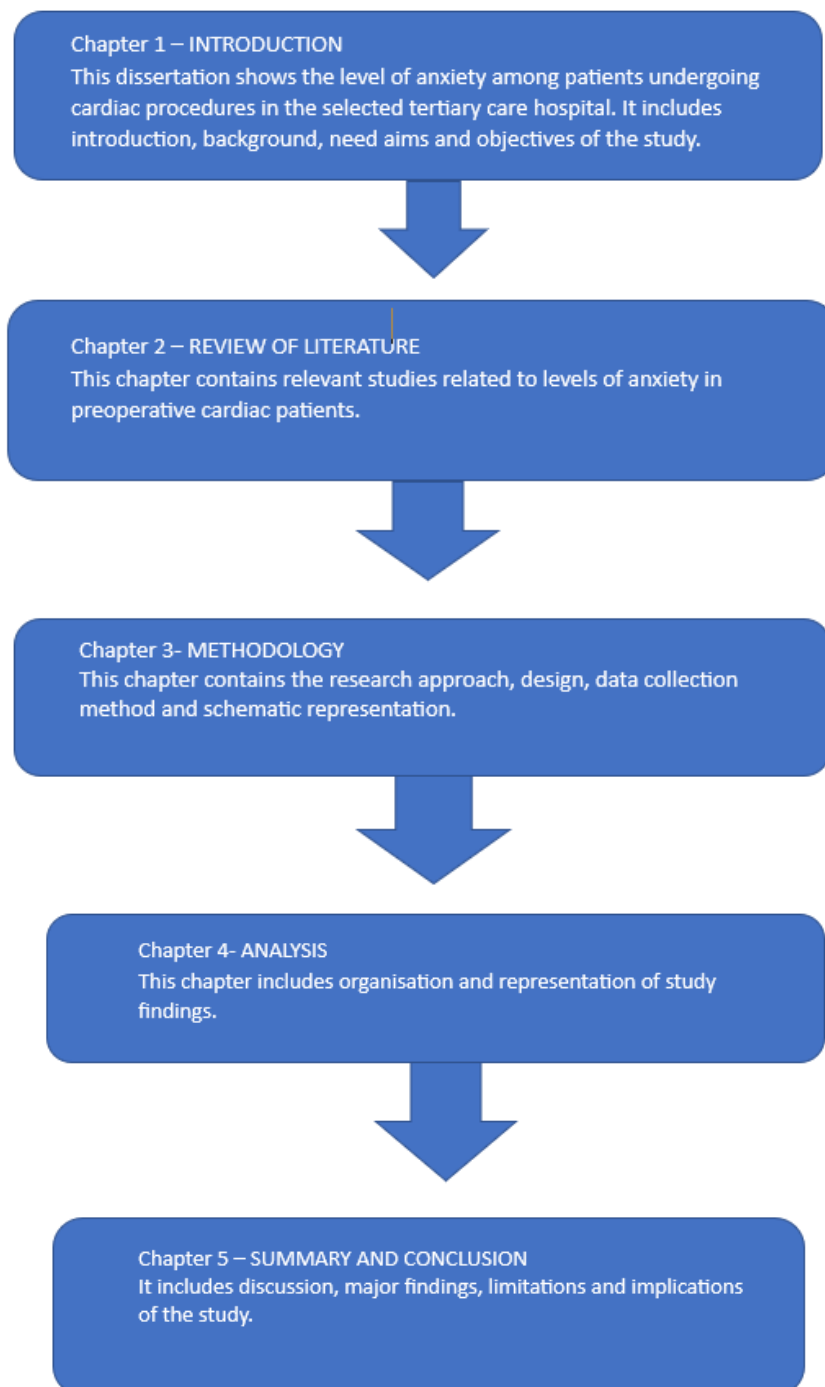 Chapter 1 – INTRODUCTION
This dissertation shows the level of anxiety among patients undergoing
cardiac procedures in the selected tertiary care hospital. It includes
introduction, background, need aims and objectives of the study.
Chapter 2 – REVIEW OF LITERATURE
This chapter contains relevant studies related to levels of anxiety in
preoperative cardiac patients.
Chapter 3- METHODOLOGY
This chapter contains the research approach, design, data collection
method and schematic representation.
Chapter 4- ANALYSIS
This chapter includes organisation and representation of study
findings.
Chapter 5 – SUMMARY AND CONCLUSION
It includes discussion, major findings, limitations and implications
of the study.